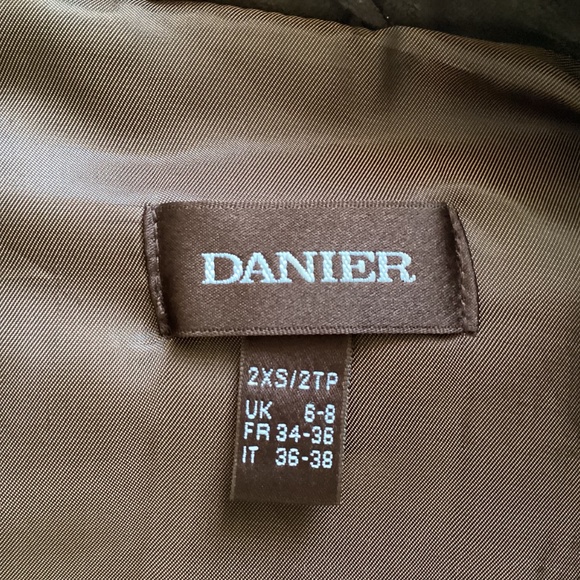 DANIER
2XS/2TP
UK 6-8
FR 34-36
IT 36-38